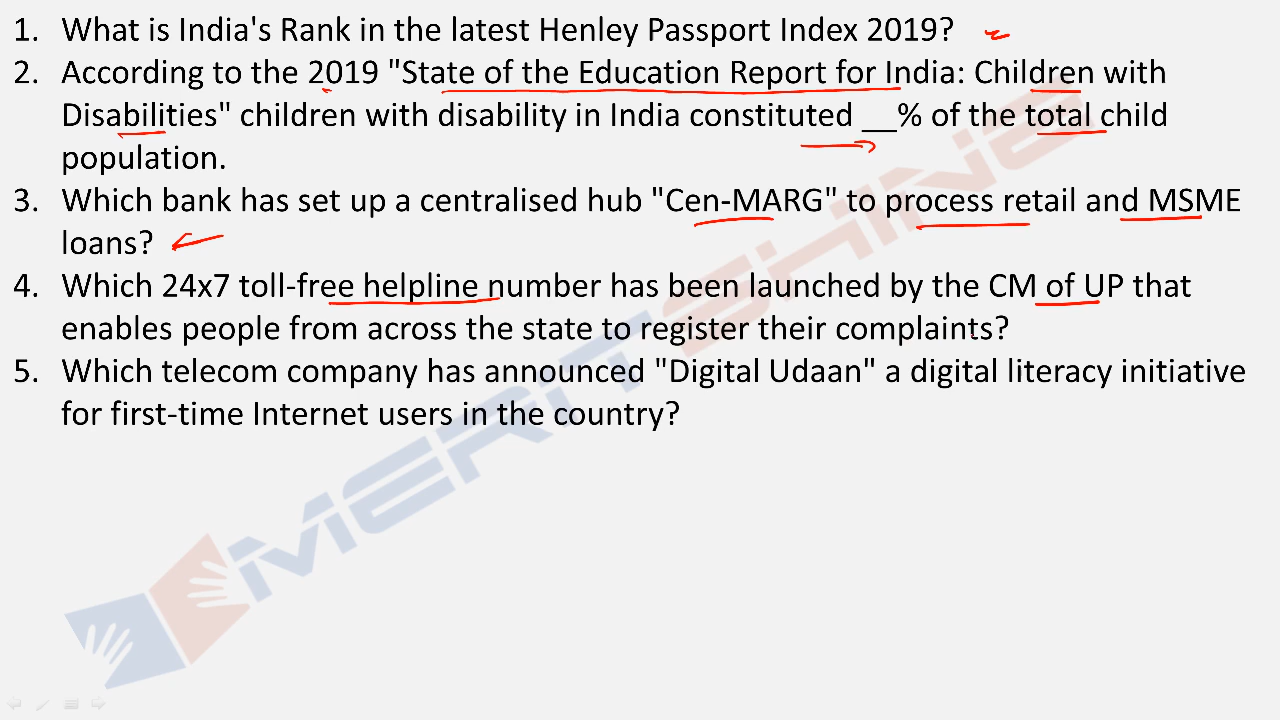 1. What is India's Rank in the latest Henley Passport Index 2019?
2. According to the 2019 "State of the Education Report for India: Children with
Disabilities" children with disability in India constituted __% of the total child
population.
3. Which bank has set up a centralised hub "Cen-MARG" to process retail and MSME
loans?
4. Which 24x7 toll-free helpline number has been launched by the CM of UP that
enables people from across the state to register their complaints?
5. Which telecom company has announced "Digital Udaan" a digital literacy initiative
for first-time Internet users in the country?
MERITSHINE